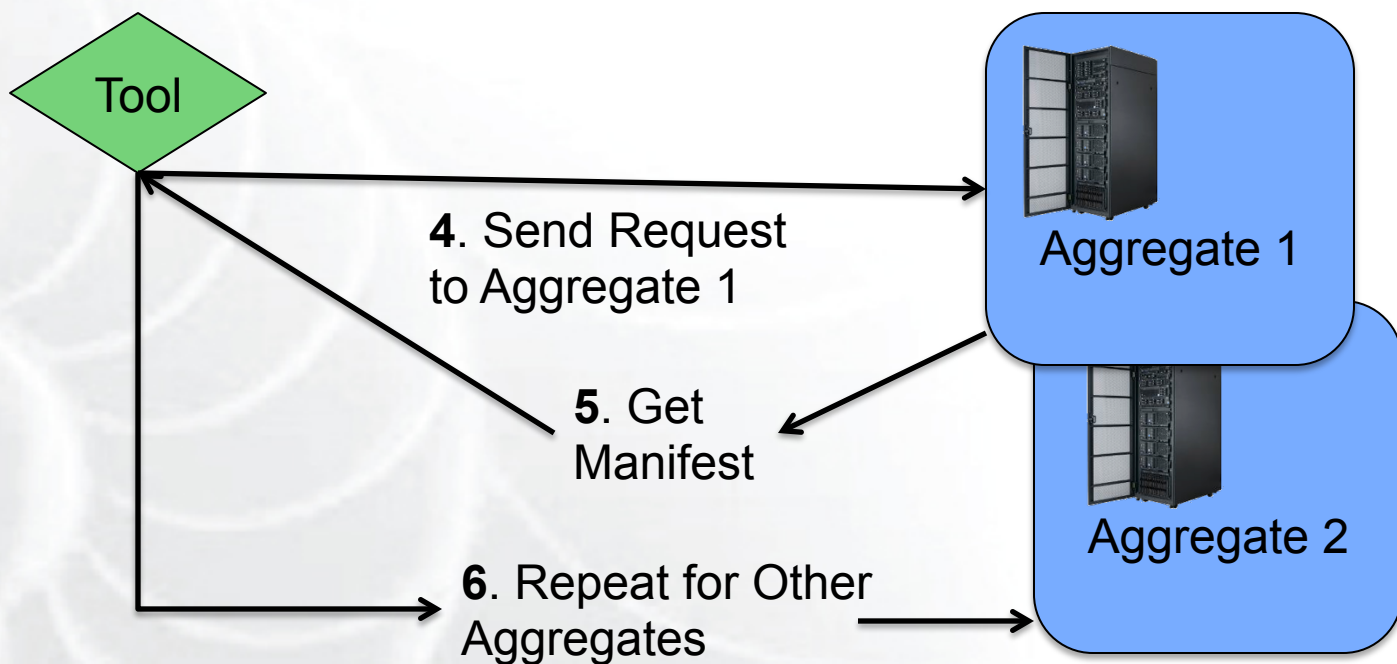 Tool
4. Send Request
to Aggregate 1
Aggregate 1
5. Get
Manifest
Aggregate 2
6. Repeat for Other
Aggregates